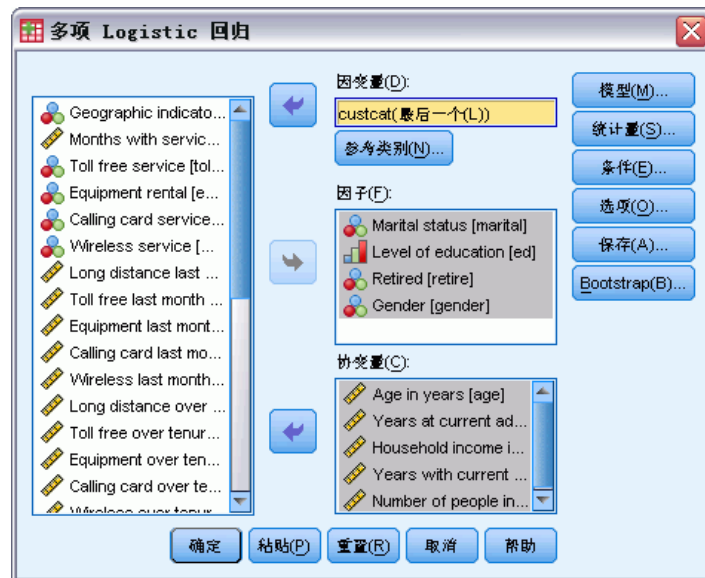 多项 Logistic 回归
Geographic indicato...
Months with servic...
Toll free service [tol...
Equipment rental [e...
Calling card service...
Wireless service [...
Long distance last ...
Toll free last month ...
Equipment last mont...
Calling card last mo...
Wireless last month...
Long distance over ...
Toll free over tenur...
Equipment over ten...
Calling card over te...
Wireless over tenur...
因变量(D):
custcat(最后一个(L))
参考类别(N)...
因子(F):
Marital status [marital]
Level of education [ed]
Retired [retire]
Gender [gender]
协变量(C):
Age in years [age]
Years at current ad...
Household income i...
Years with current ...
Number of people in...
模型(M)...
统计量(S)...
条件(E)...
选项(O)...
保存(A)...
Bootstrap(B)...
确定
粘贴(P)
重置(R)
取消
帮助